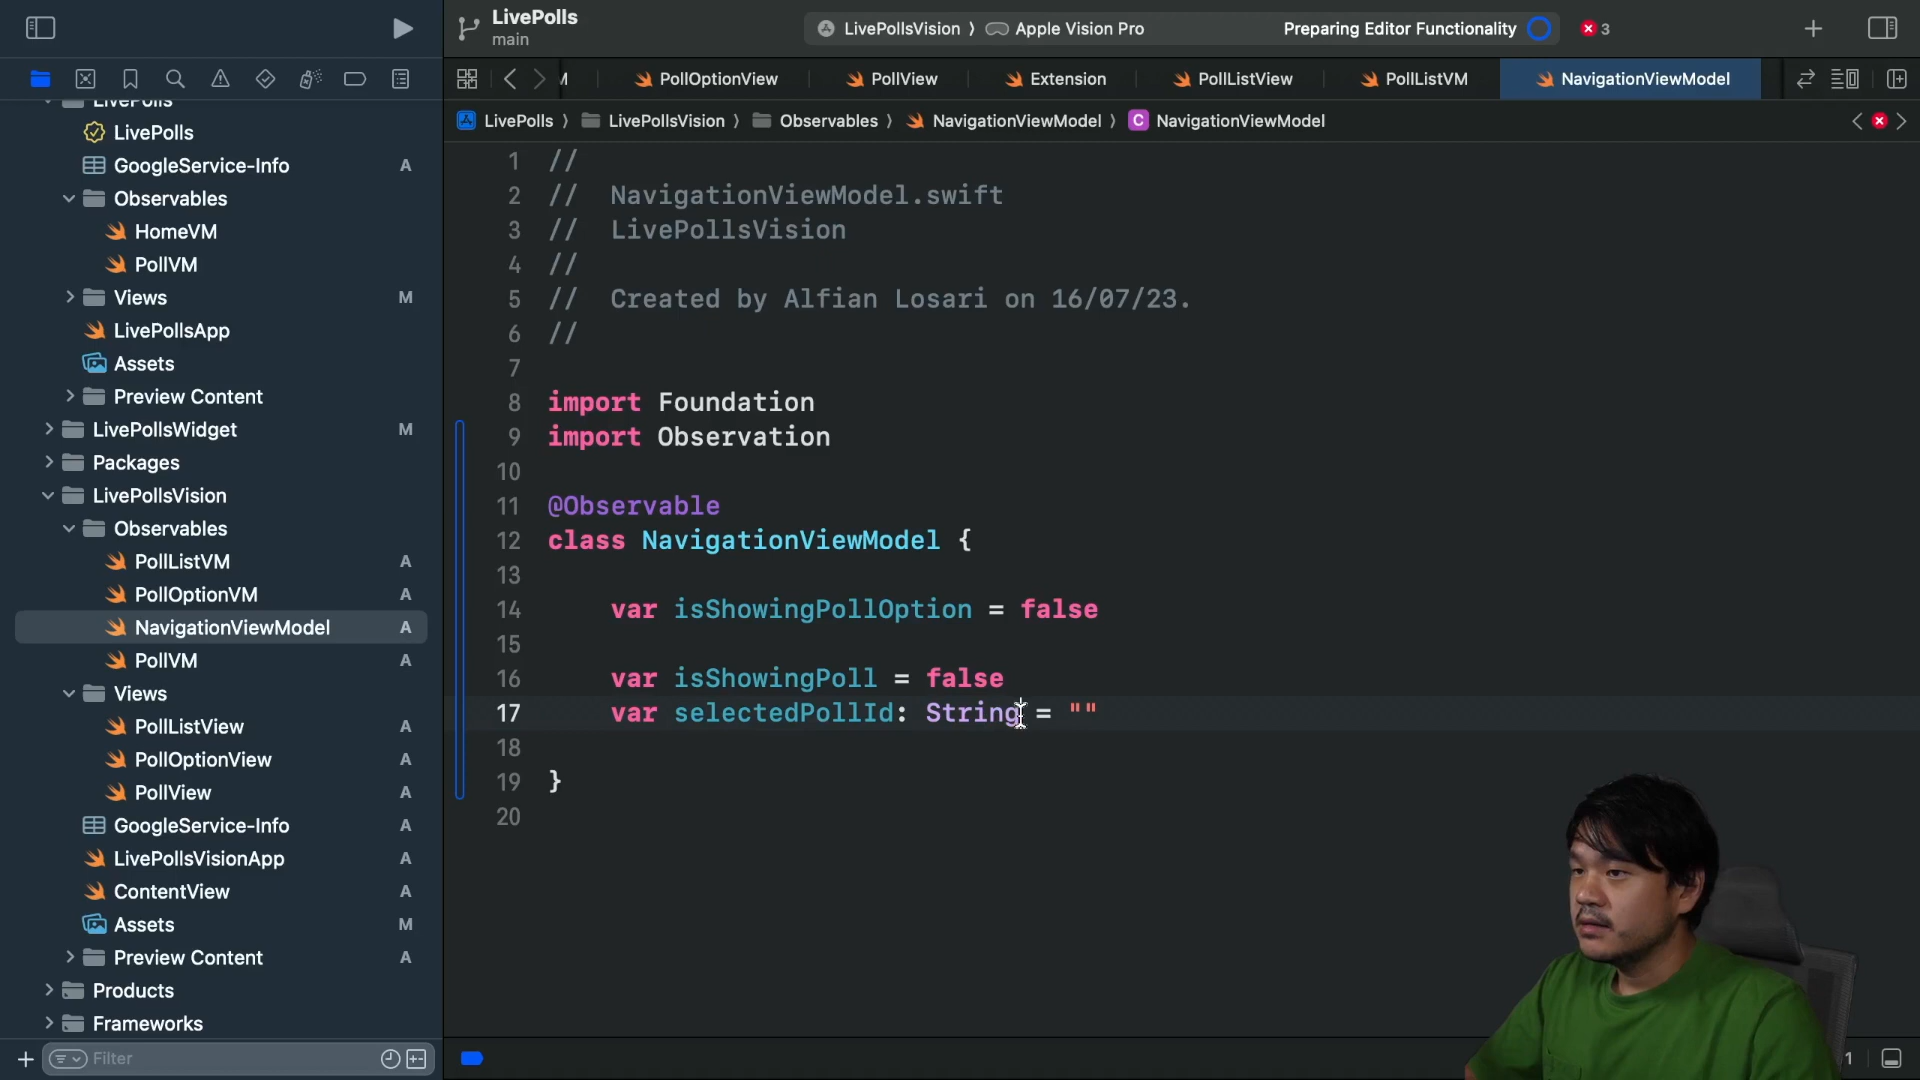 LivePolls
main
LivePollsVision 〉 Apple Vision Pro
Preparing Editor Functionality
3
M
PollOptionView
PollView
Extension
PollListView
PollListVM
NavigationViewModel
LivePolls 〉 LivePollsVision 〉 Observables 〉 NavigationViewModel 〉 C NavigationViewModel
LivePolls
LivePolls
GoogleService-Info A
Observables
HomeVM
PollVM
Views M
LivePollsApp
Assets
Preview Content
LivePollsWidget M
Packages
LivePollsVision
Observables
PollListVM A
PollOptionVM A
NavigationViewModel A
PollVM A
Views
PollListView A
PollOptionView A
PollView A
GoogleService-Info A
LivePollsVisionApp A
ContentView A
Assets M
Preview Content A
Products
Frameworks
Filter
1 //
2 //  NavigationViewModel.swift
3 //  LivePollsVision
4 //
5 //  Created by Alfian Losari on 16/07/23.
6 //
7
8 import Foundation
9 import Observation
10
11 @Observable
12 class NavigationViewModel {
13
14     var isShowingPollOption = false
15
16     var isShowingPoll = false
17     var selectedPollId: String = ""
18
19 }
20
1